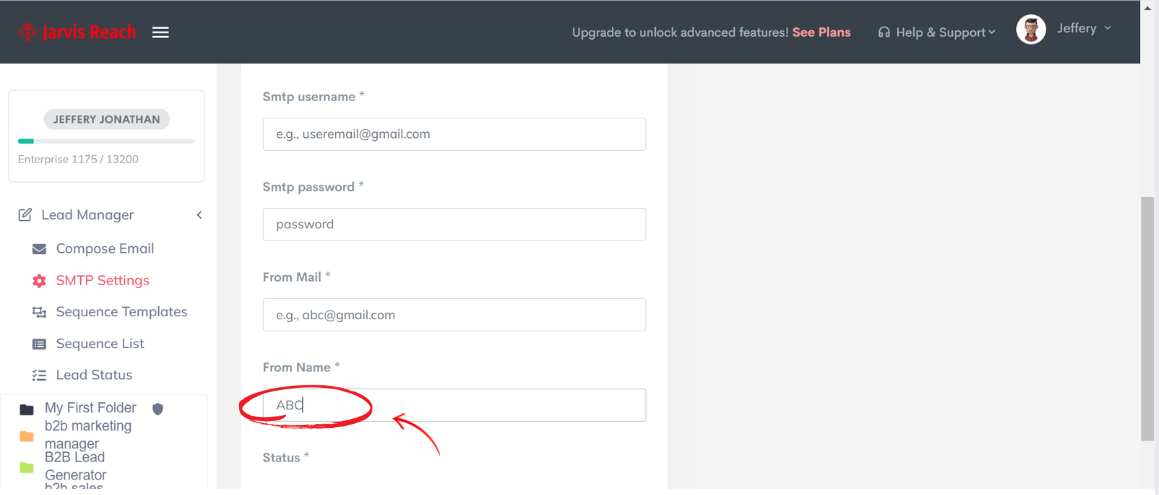 Jarvis Reach
Upgrade to unlock advanced features! See Plans
Help & Support
Jeffery
JEFFERY JONATHAN
Enterprise 1175 / 13200
Lead Manager
Compose Email
SMTP Settings
Sequence Templates
Sequence List
Lead Status
My First Folder
b2b marketing
manager
B2B Lead
Generator
b2b sales
Smtp username *
e.g., useremail@gmail.com
Smtp password *
password
From Mail *
e.g., abc@gmail.com
From Name *
ABC
Status *